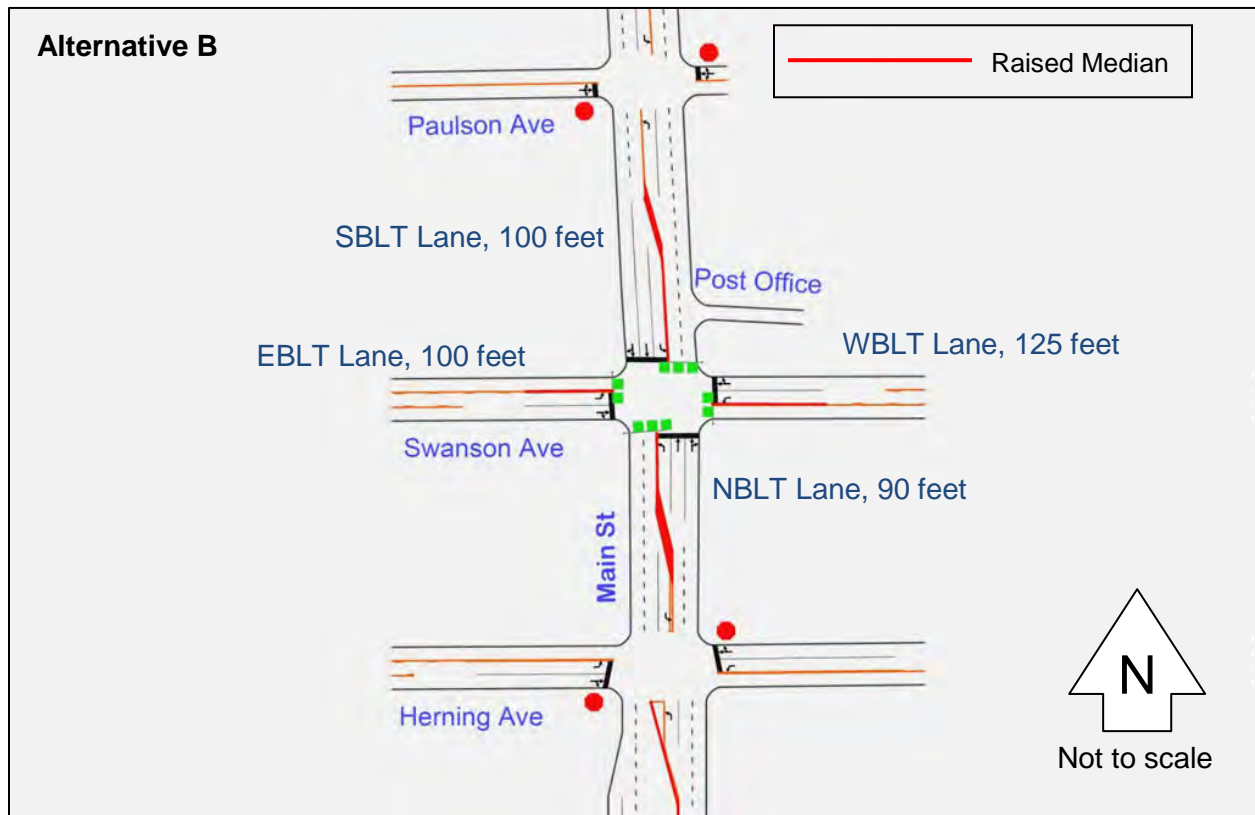 Alternative B
Raised Median
Paulson Ave
SBLT Lane, 100 feet
Post Office
EBLT Lane, 100 feet
WBLT Lane, 125 feet
Swanson Ave
NBLT Lane, 90 feet
Main St
Herning Ave
N
Not to scale